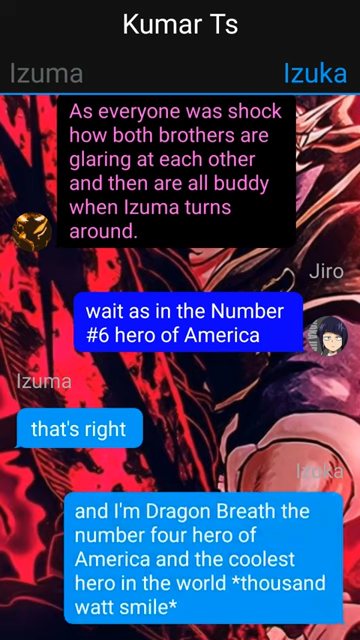 Kumar Ts
Izuma Izuka
As everyone was shock
how both brothers are
glaring at each other
and then are all buddy
when Izuma turns
around.
Jiro
wait as in the Number
#6 hero of America
Izuma
that's right
Izuka
and I'm Dragon Breath the
number four hero of
America and the coolest
hero in the world *thousand
watt smile*